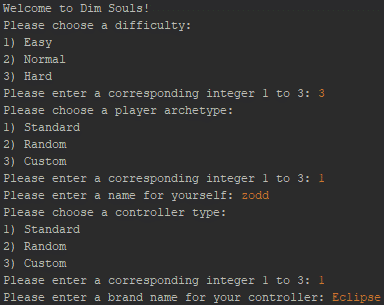 Welcome to Dim Souls!
Please choose a difficulty:
1) Easy
2) Normal
3) Hard
Please enter a corresponding integer 1 to 3: 3
Please choose a player archetype:
1) Standard
2) Random
3) Custom
Please enter a corresponding integer 1 to 3: 1
Please enter a name for yourself: zodd
Please choose a controller type:
1) Standard
2) Random
3) Custom
Please enter a corresponding integer 1 to 3: 1
Please enter a brand name for your controller: Eclipse